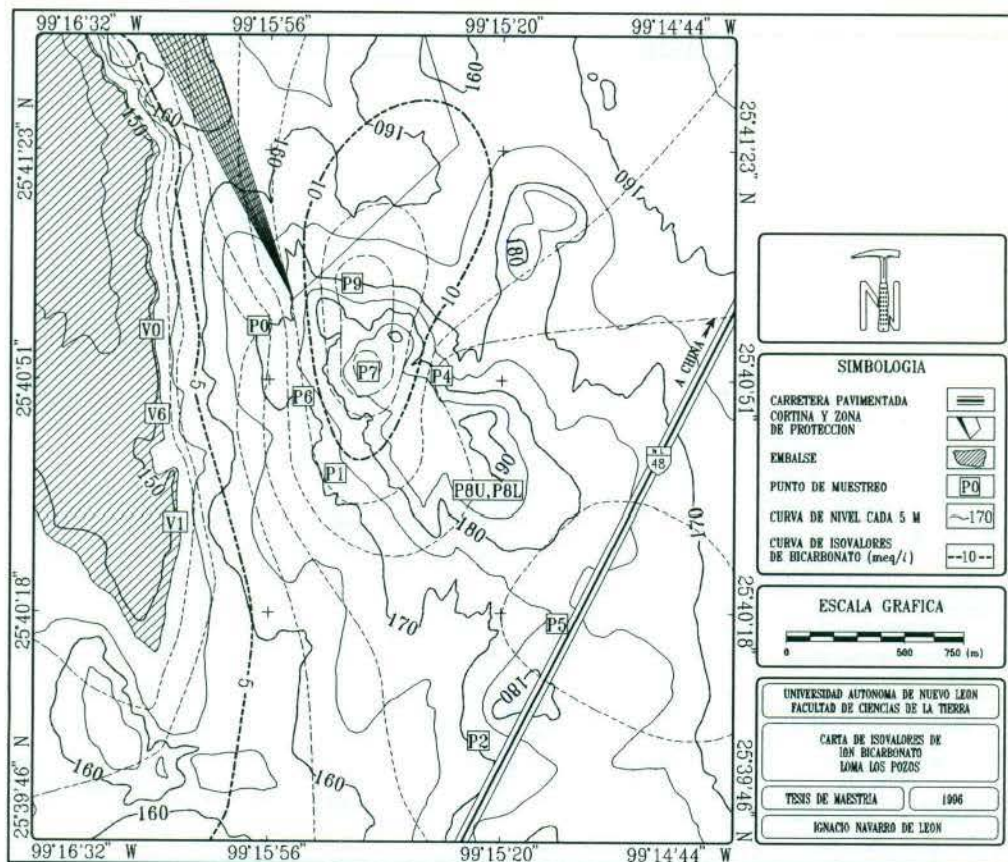 99°16'32" W
99°15'56"
99°15'20"
99°14'44" W
25°41'23" N
25°40'51"
25°40'18"
25°39'46" N
160
150
160
160
160
160
10
10
180
V0
P0
P9
P7
P4
V6
P6
5
150
P1
190
P8U,P8L
V1
180
170
170
A CHINA
N.L.
48
P5
5
180
P2
160
160
160
25°41'23" N
25°40'51"
25°40'18"
25°39'46" N
99°16'32" W
99°15'56"
99°15'20"
99°14'44" W
N
SIMBOLOGIA
CARRETERA PAVIMENTADA
CORTINA Y ZONA
DE PROTECCION
EMBALSE
PUNTO DE MUESTREO
P0
CURVA DE NIVEL CADA 5 M
170
CURVA DE ISOVALORES
DE BICARBONATO (meq/l)
--10--
ESCALA GRAFICA
0 500 750 (m)
UNIVERSIDAD AUTONOMA DE NUEVO LEON
FACULTAD DE CIENCIAS DE LA TIERRA
CARTA DE ISOVALORES DE
ION BICARBONATO
LOMA LOS POZOS
TESIS DE MAESTRIA
1996
IGNACIO NAVARRO DE LEON